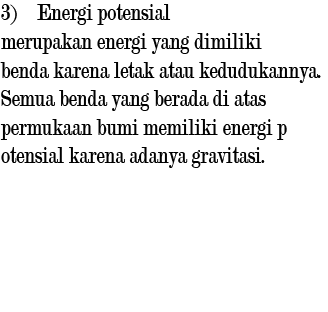 3) Energi potensial
merupakan energi yang dimiliki
benda karena letak atau kedudukannya.
Semua benda yang berada di atas
permukaan bumi memiliki energi p
otensial karena adanya gravitasi.